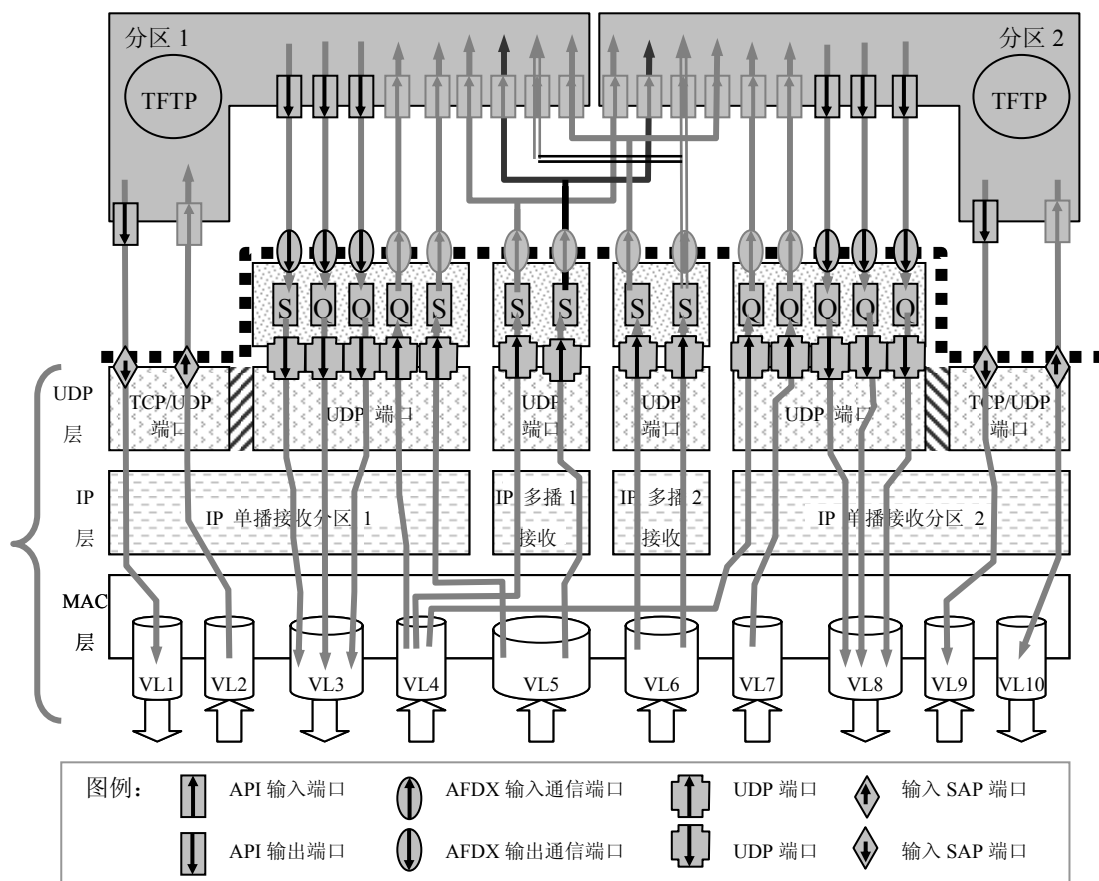 分区 1
分区 2
TFTP
TFTP
S Q Q Q S
S S
S S
Q Q Q Q Q
UDP
层
TCP/UDP
端口
UDP 端口
UDP
端口
UDP
端口
UDP 端口
TCP/UDP
端口
IP
层
IP 单播接收分区 1
IP 多播 1
接收
IP 多播 2
接收
IP 单播接收分区 2
MAC
层
VL1 VL2 VL3 VL4 VL5 VL6 VL7 VL8 VL9 VL10
图例：
API 输入端口
AFDX 输入通信端口
UDP 端口
输入 SAP 端口
API 输出端口
AFDX 输出通信端口
UDP 端口
输入 SAP 端口